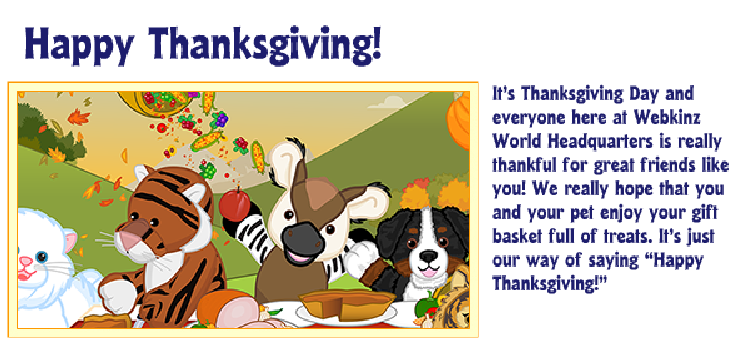 Happy Thanksgiving!
It's Thanksgiving Day and
everyone here at Webkinz
World Headquarters is really
thankful for great friends like
you! We really hope that you
and your pet enjoy your gift
basket full of treats. It's just
our way of saying “Happy
Thanksgiving!”